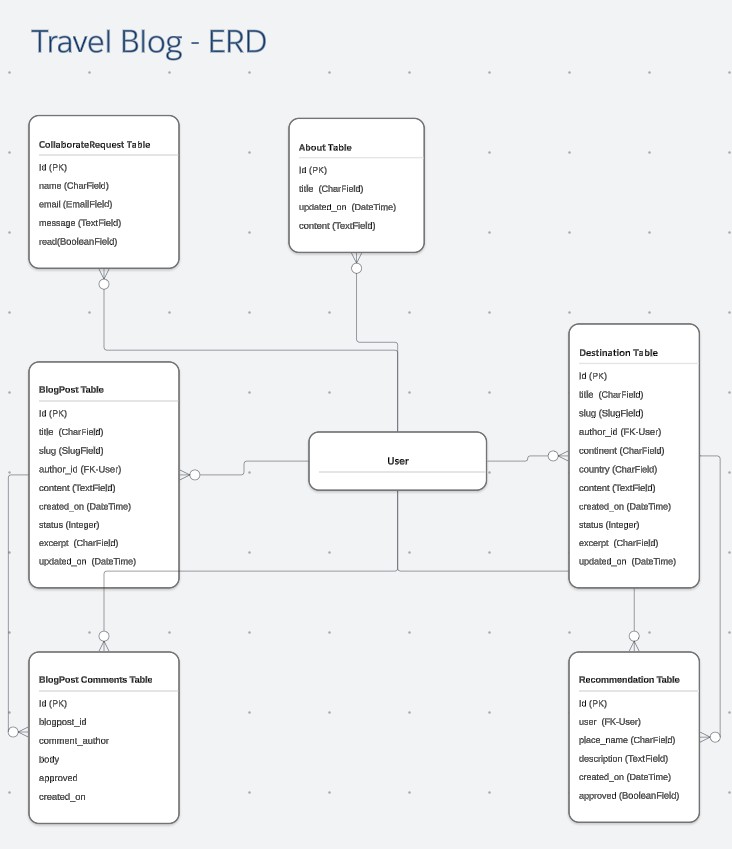 Travel Blog - ERD
CollaborateRequest Table
Id (PK)
name (CharField)
email (EmailField)
message (TextField)
read(BooleanField)
About Table
Id (PK)
title (CharField)
updated_on (DateTime)
content (TextField)
BlogPost Table
Id (PK)
title (CharField)
slug (SlugField)
author_id (FK-User)
content (TextField)
created_on (DateTime)
status (Integer)
excerpt (CharField)
updated_on (DateTime)
User
Destination Table
Id (PK)
title (CharField)
slug (SlugField)
author_id (FK-User)
continent (CharField)
country (CharField)
content (TextField)
created_on (DateTime)
status (Integer)
excerpt (CharField)
updated_on (DateTime)
BlogPost Comments Table
Id (PK)
blogpost_id
comment_author
body
approved
created_on
Recommendation Table
Id (PK)
user (FK-User)
place_name (CharField)
description (TextField)
created_on (DateTime)
approved (BooleanField)